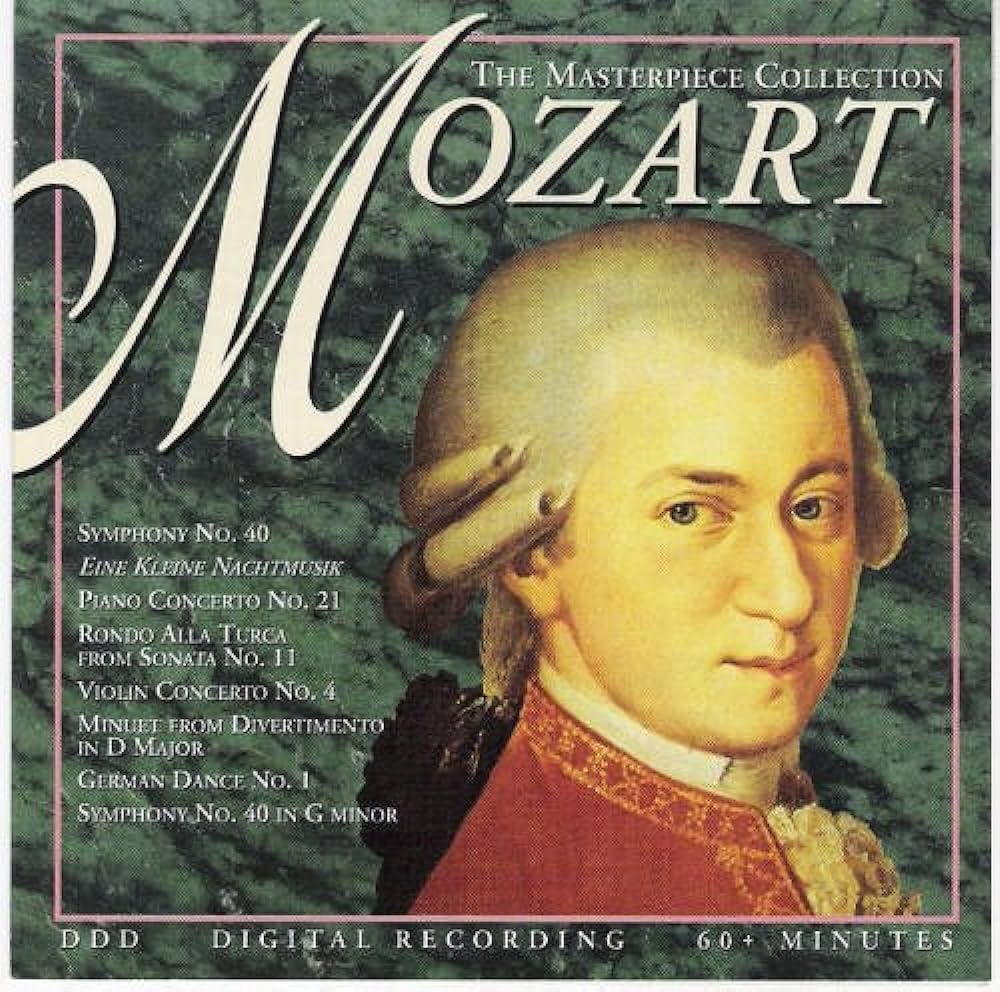 The Masterpiece Collection
Mozart
Symphony No. 40
Eine Kleine Nachtmusik
Piano Concerto No. 21
Rondo Alla Turca
from Sonata No. 11
Violin Concerto No. 4
Minuet from Divertimento
in D Major
German Dance No. 1
Symphony No. 40 in G minor
DDD DIGITAL RECORDING 60+ MINUTES